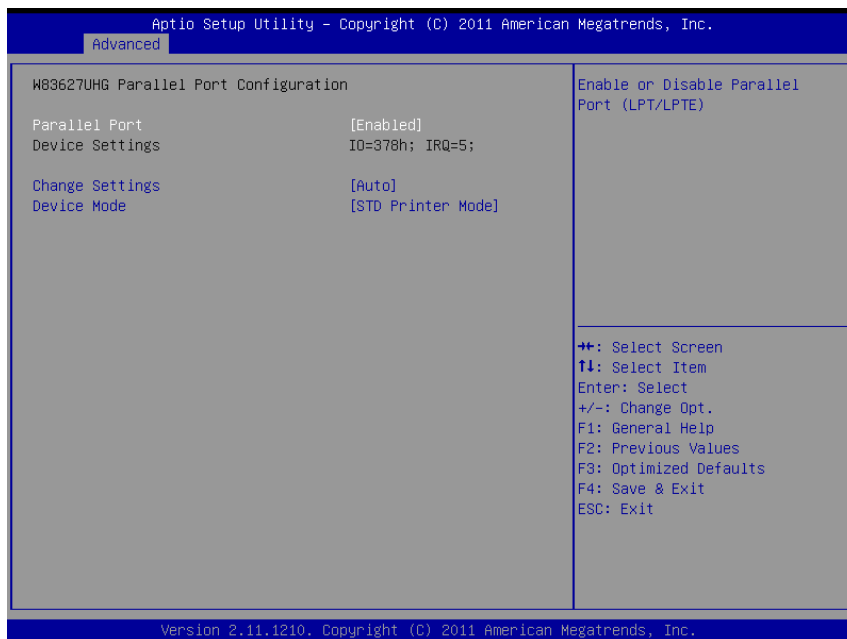 Aptio Setup Utility – Copyright (C) 2011 American Megatrends, Inc.
Advanced
W83627UHG Parallel Port Configuration
Parallel Port [Enabled]
Device Settings IO=378h; IRQ=5;
Change Settings [Auto]
Device Mode [STD Printer Mode]
Enable or Disable Parallel
Port (LPT/LPTE)
→←: Select Screen
↑↓: Select Item
Enter: Select
+/-: Change Opt.
F1: General Help
F2: Previous Values
F3: Optimized Defaults
F4: Save & Exit
ESC: Exit
Version 2.11.1210. Copyright (C) 2011 American Megatrends, Inc.